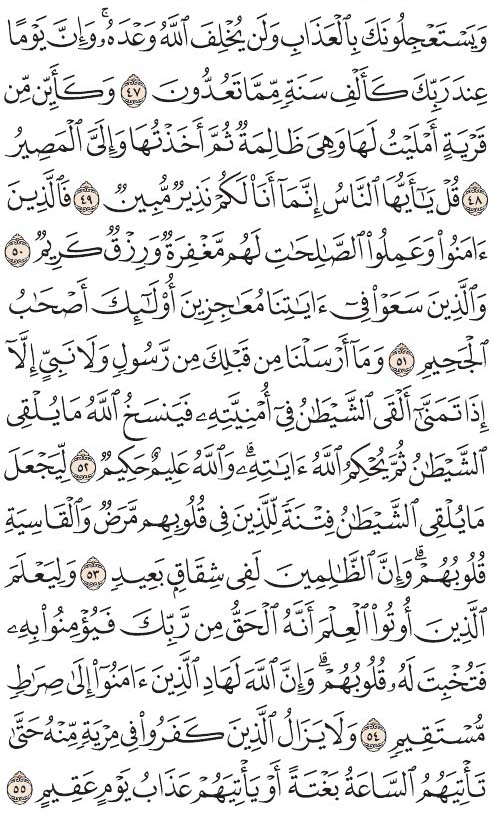 وَيَسۡتَعۡجِلُونَكَ بِٱلۡعَذَابِ وَلَن يُخۡلِفَ ٱللَّهُ وَعۡدَهُۥۚ وَإِنَّ يَوۡمًا
عِندَ رَبِّكَ كَأَلۡفِ سَنَةٖ مِّمَّا تَعُدُّونَ ٤٧ وَكَأَيِّن مِّن
قَرۡيَةٍ أَمۡلَيۡتُ لَهَا وَهِيَ ظَالِمَةٞ ثُمَّ أَخَذۡتُهَا وَإِلَيَّ ٱلۡمَصِيرُ
٤٨ قُلۡ يَٰٓأَيُّهَا ٱلنَّاسُ إِنَّمَآ أَنَا۠ لَكُمۡ نَذِيرٞ مُّبِينٞ ٤٩ فَٱلَّذِينَ
ءَامَنُواْ وَعَمِلُواْ ٱلصَّٰلِحَٰتِ لَهُم مَّغۡفِرَةٞ وَرِزۡقٞ كَرِيمٞ ٥٠
وَٱلَّذِينَ سَعَوۡاْ فِيٓ ءَايَٰتِنَا مُعَٰجِزِينَ أُوْلَٰٓئِكَ أَصۡحَٰبُ
ٱلۡجَحِيمِ ٥١ وَمَآ أَرۡسَلۡنَا مِن قَبۡلِكَ مِن رَّسُولٖ وَلَا نَبِيٍّ إِلَّآ
إِذَا تَمَنَّىٰٓ أَلۡقَى ٱلشَّيۡطَٰنُ فِيٓ أُمۡنِيَّتِهِۦ فَيَنسَخُ ٱللَّهُ مَا يُلۡقِي
ٱلشَّيۡطَٰنُ ثُمَّ يُحۡكِمُ ٱللَّهُ ءَايَٰتِهِۦۗ وَٱللَّهُ عَلِيمٌ حَكِيمٞ ٥٢ لِّيَجۡعَلَ
مَا يُلۡقِي ٱلشَّيۡطَٰنُ فِتۡنَةٗ لِّلَّذِينَ فِي قُلُوبِهِم مَّرَضٞ وَٱلۡقَاسِيَةِ
قُلُوبُهُمۡۗ وَإِنَّ ٱلظَّٰلِمِينَ لَفِي شِقَاقِۭ بَعِيدٖ ٥٣ وَلِيَعۡلَمَ
ٱلَّذِينَ أُوتُواْ ٱلۡعِلۡمَ أَنَّهُ ٱلۡحَقُّ مِن رَّبِّكَ فَيُؤۡمِنُواْ بِهِۦ
فَتُخۡبِتَ لَهُۥ قُلُوبُهُمۡۗ وَإِنَّ ٱللَّهَ لَهَادِ ٱلَّذِينَ ءَامَنُوٓاْ إِلَىٰ صِرَٰطٖ
مُّسۡتَقِيمٖ ٥٤ وَلَا يَزَالُ ٱلَّذِينَ كَفَرُواْ فِي مِرۡيَةٖ مِّنۡهُ حَتَّىٰ
تَأۡتِيَهُمُ ٱلسَّاعَةُ بَغۡتَةً أَوۡ يَأۡتِيَهُمۡ عَذَابُ يَوۡمٍ عَقِيمٍ ٥٥